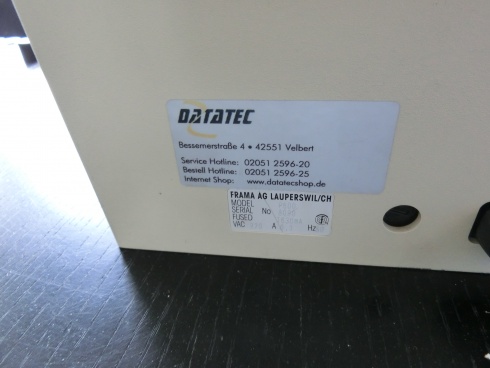 DATATEC
Bessemerstraße 4 • 42551 Velbert
Service Hotline: 02051 2596-20
Bestell Hotline: 02051 2596-25
Internet Shop: www.datatecshop.de
FRAMA AG LAUPERSWIL/CH
MODEL
SERIAL No
FUSED
VAC A Hz